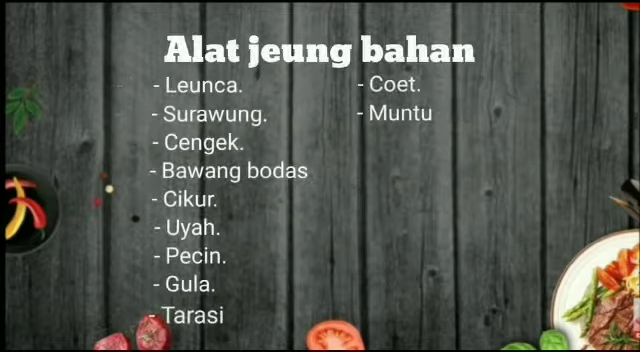 Alat jeung bahan
- Leunca.
- Surawung.
- Cengek.
- Bawang bodas
- Cikur.
- Uyah.
- Pecin.
- Gula.
- Tarasi
- Coet.
- Muntu